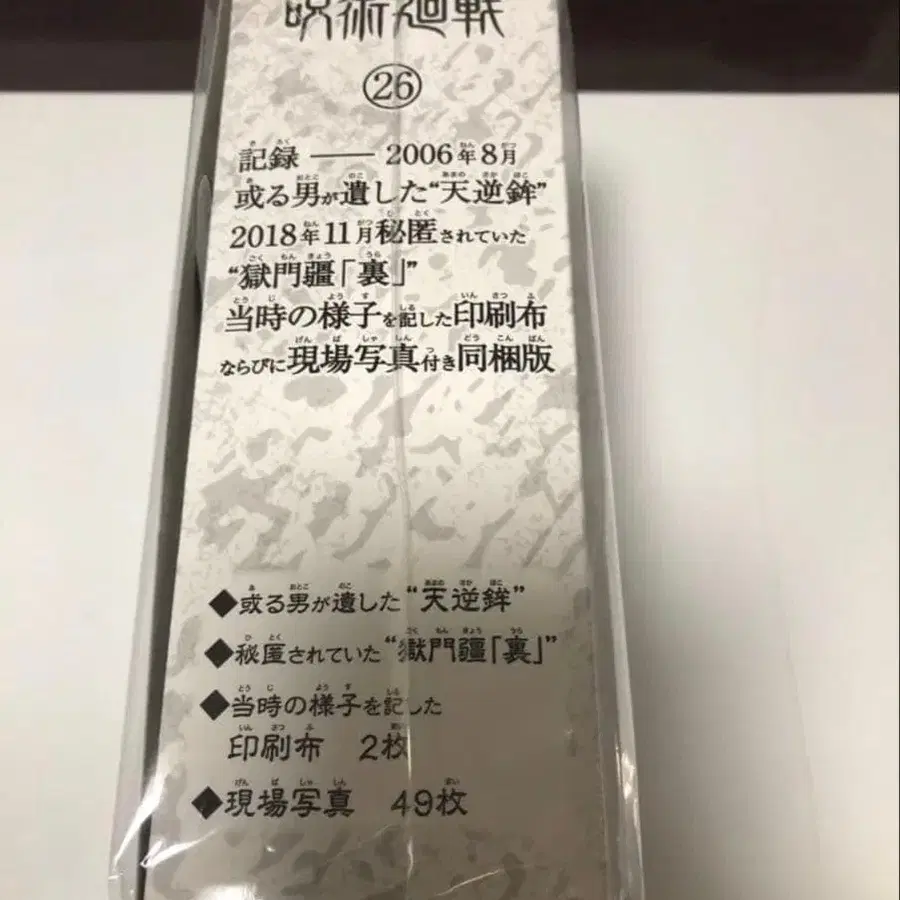 呪術廻戦
㉖
記録 ── 2006年8月
或る男が遺した“天逆鉾”
2018年11月秘匿されていた
“獄門疆「裏」”
当時の様子を記した印刷布
ならびに現場写真付き同梱版
◆或る男が遺した“天逆鉾”
◆秘匿されていた“獄門疆「裏」”
◆当時の様子を記した
印刷布 2枚
◆現場写真 49枚